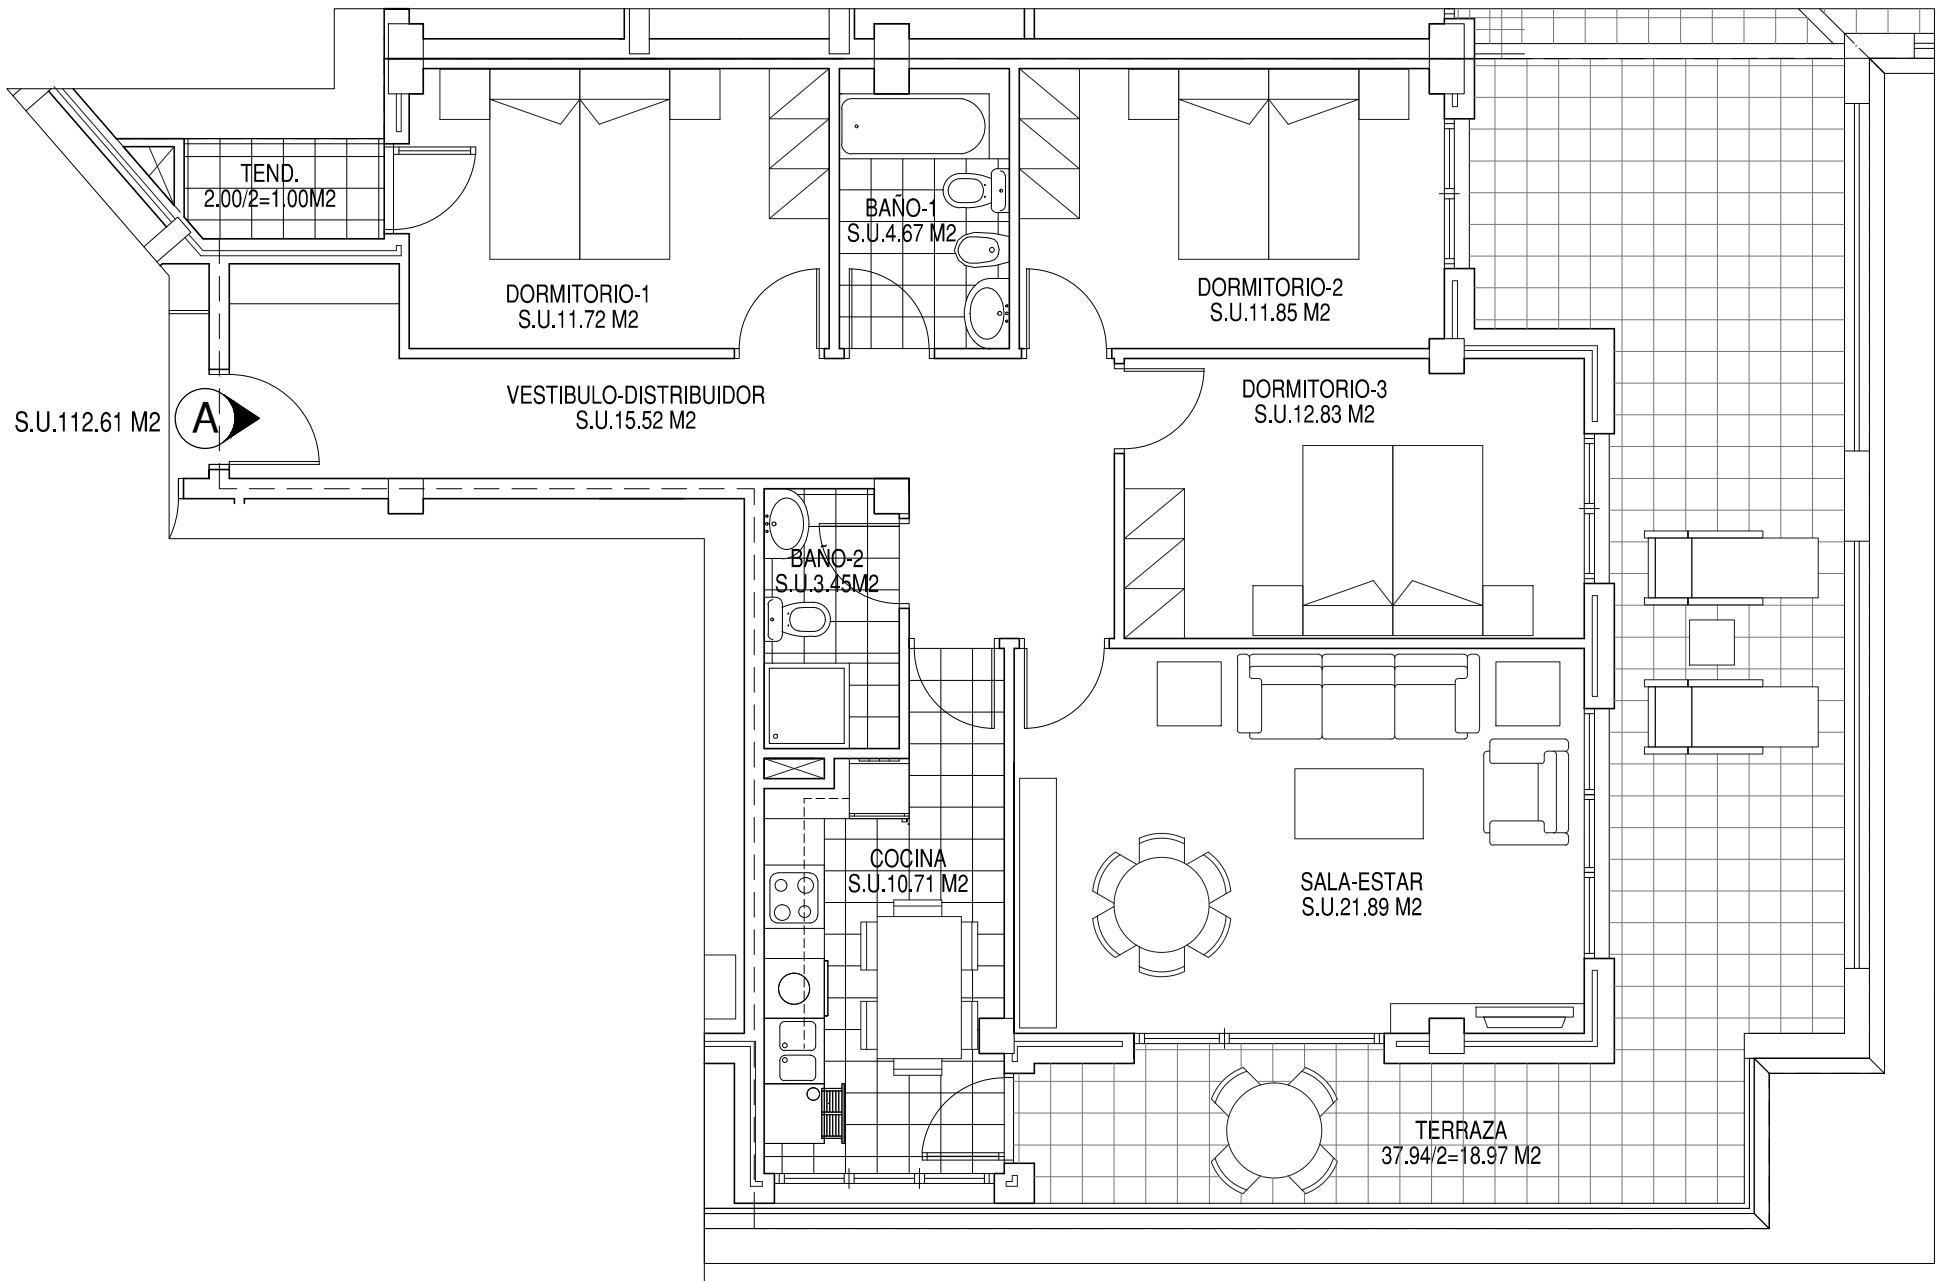 TEND.
2.00/2=1.00M2
BAÑO-1
S.U.4.67 M2
DORMITORIO-1
S.U.11.72 M2
DORMITORIO-2
S.U.11.85 M2
VESTIBULO-DISTRIBUIDOR
S.U.15.52 M2
DORMITORIO-3
S.U.12.83 M2
S.U.112.61 M2
A
BAÑO-2
S.U.3.45M2
COCINA
S.U.10.71 M2
SALA-ESTAR
S.U.21.89 M2
TERRAZA
37.94/2=18.97 M2